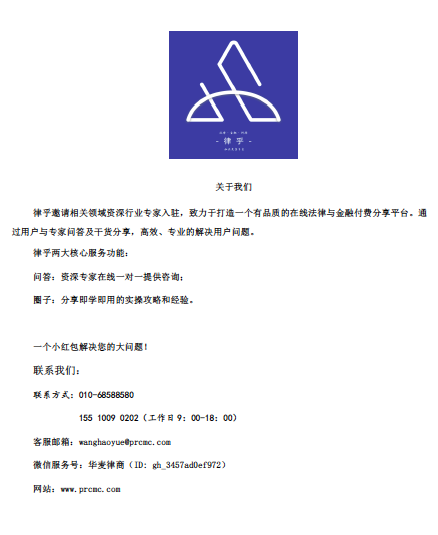 - 律 乎 -
关于我们
律乎邀请相关领域资深行业专家入驻，致力于打造一个有品质的在线法律与金融付费分享平台。通
过用户与专家问答及干货分享，高效、专业的解决用户问题。
律乎两大核心服务功能：
问答：资深专家在线一对一提供咨询；
圈子：分享即学即用的实操攻略和经验。
一个小红包解决您的大问题！
联系我们：
联系方式：010-68588580
155 1009 0202（工作日 9：00-18：00）
客服邮箱：wanghaoyue@prcmc.com
微信服务号：华麦律商（ID: gh_3457ad0ef972）
网站：www.prcmc.com